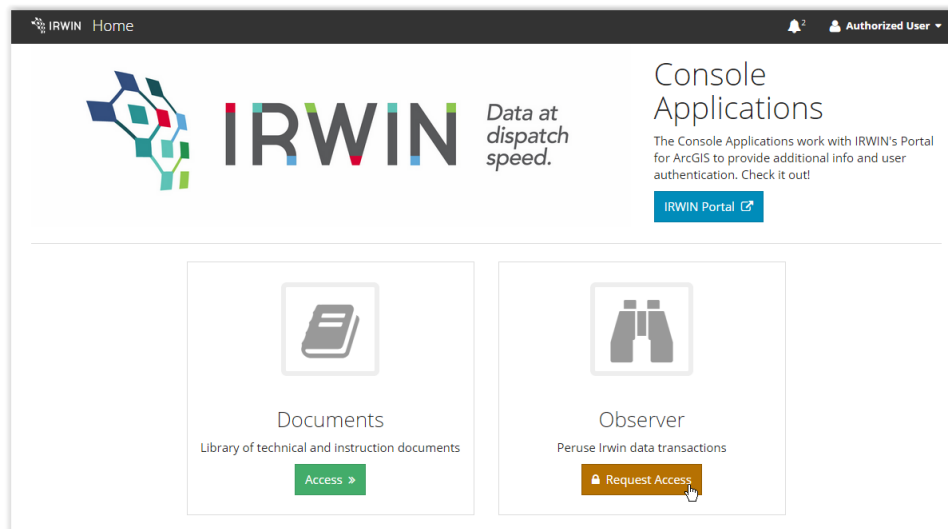 IRWIN Home
2
Authorized User
IRWIN
Data at
dispatch
speed.
Console
Applications
The Console Applications work with IRWIN's Portal
for ArcGIS to provide additional info and user
authentication. Check it out!
IRWIN Portal
Documents
Library of technical and instruction documents
Access »
Observer
Peruse Irwin data transactions
Request Access